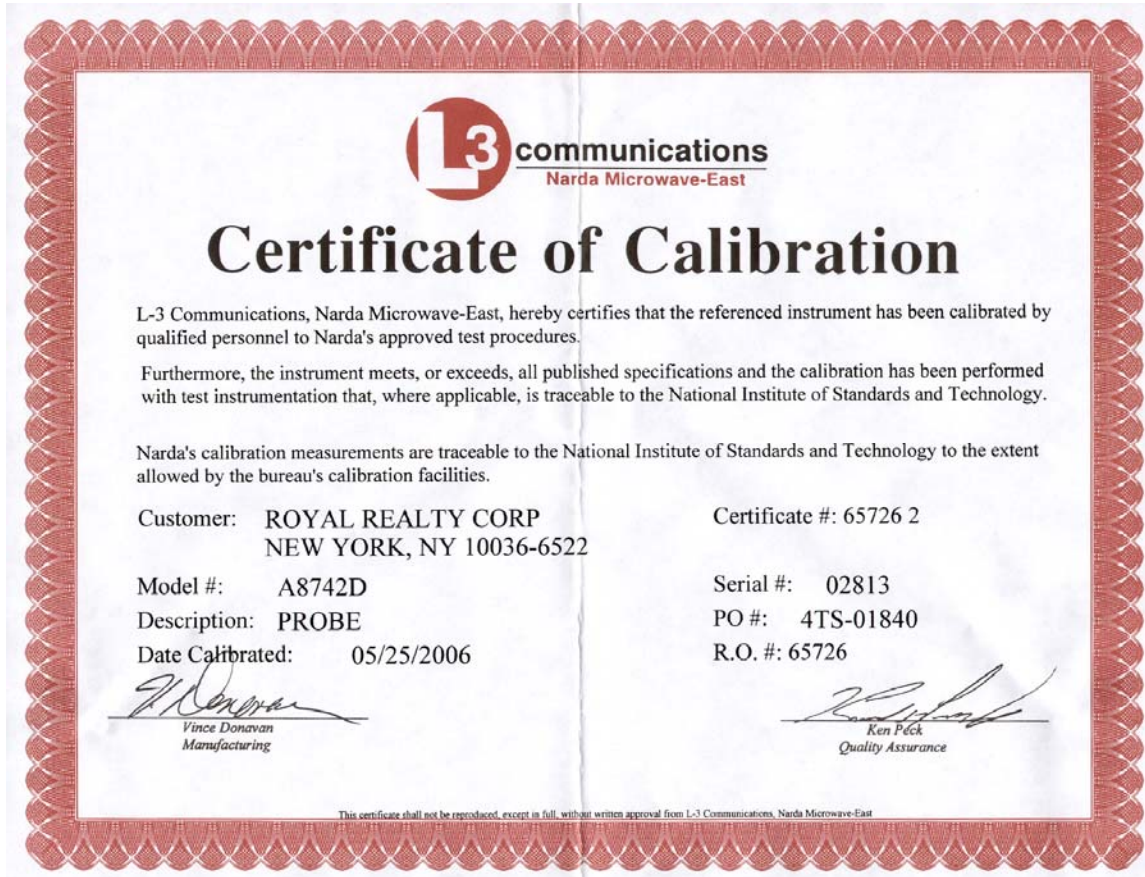 L3 communications
Narda Microwave-East
Certificate of Calibration
L-3 Communications, Narda Microwave-East, hereby certifies that the referenced instrument has been calibrated by
qualified personnel to Narda's approved test procedures.
Furthermore, the instrument meets, or exceeds, all published specifications and the calibration has been performed
with test instrumentation that, where applicable, is traceable to the National Institute of Standards and Technology.
Narda's calibration measurements are traceable to the National Institute of Standards and Technology to the extent
allowed by the bureau's calibration facilities.
Customer: ROYAL REALTY CORP
NEW YORK, NY 10036-6522
Certificate #: 65726 2
Model #: A8742D
Serial #: 02813
Description: PROBE
PO #: 4TS-01840
Date Calibrated: 05/25/2006
R.O. #: 65726
V Donovan
Vince Donavan
Manufacturing
Ken Peck
Quality Assurance
This certificate shall not be reproduced, except in full, without written approval from L-3 Communications, Narda Microwave-East